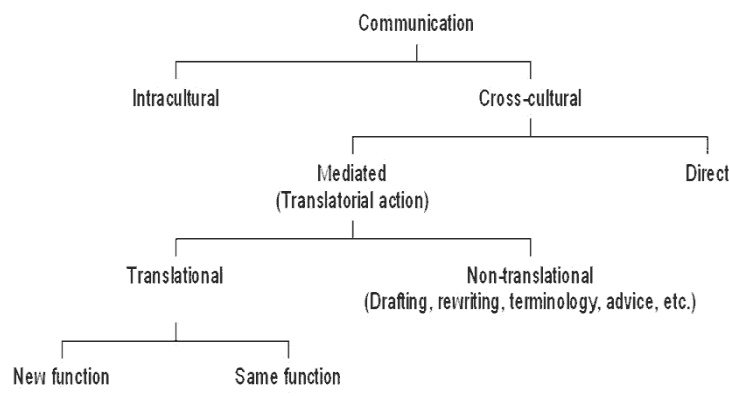 Communication
Intracultural
Cross-cultural
Mediated
(Translatorial action)
Direct
Translational
Non-translational
(Drafting, rewriting, terminology, advice, etc.)
New function
Same function